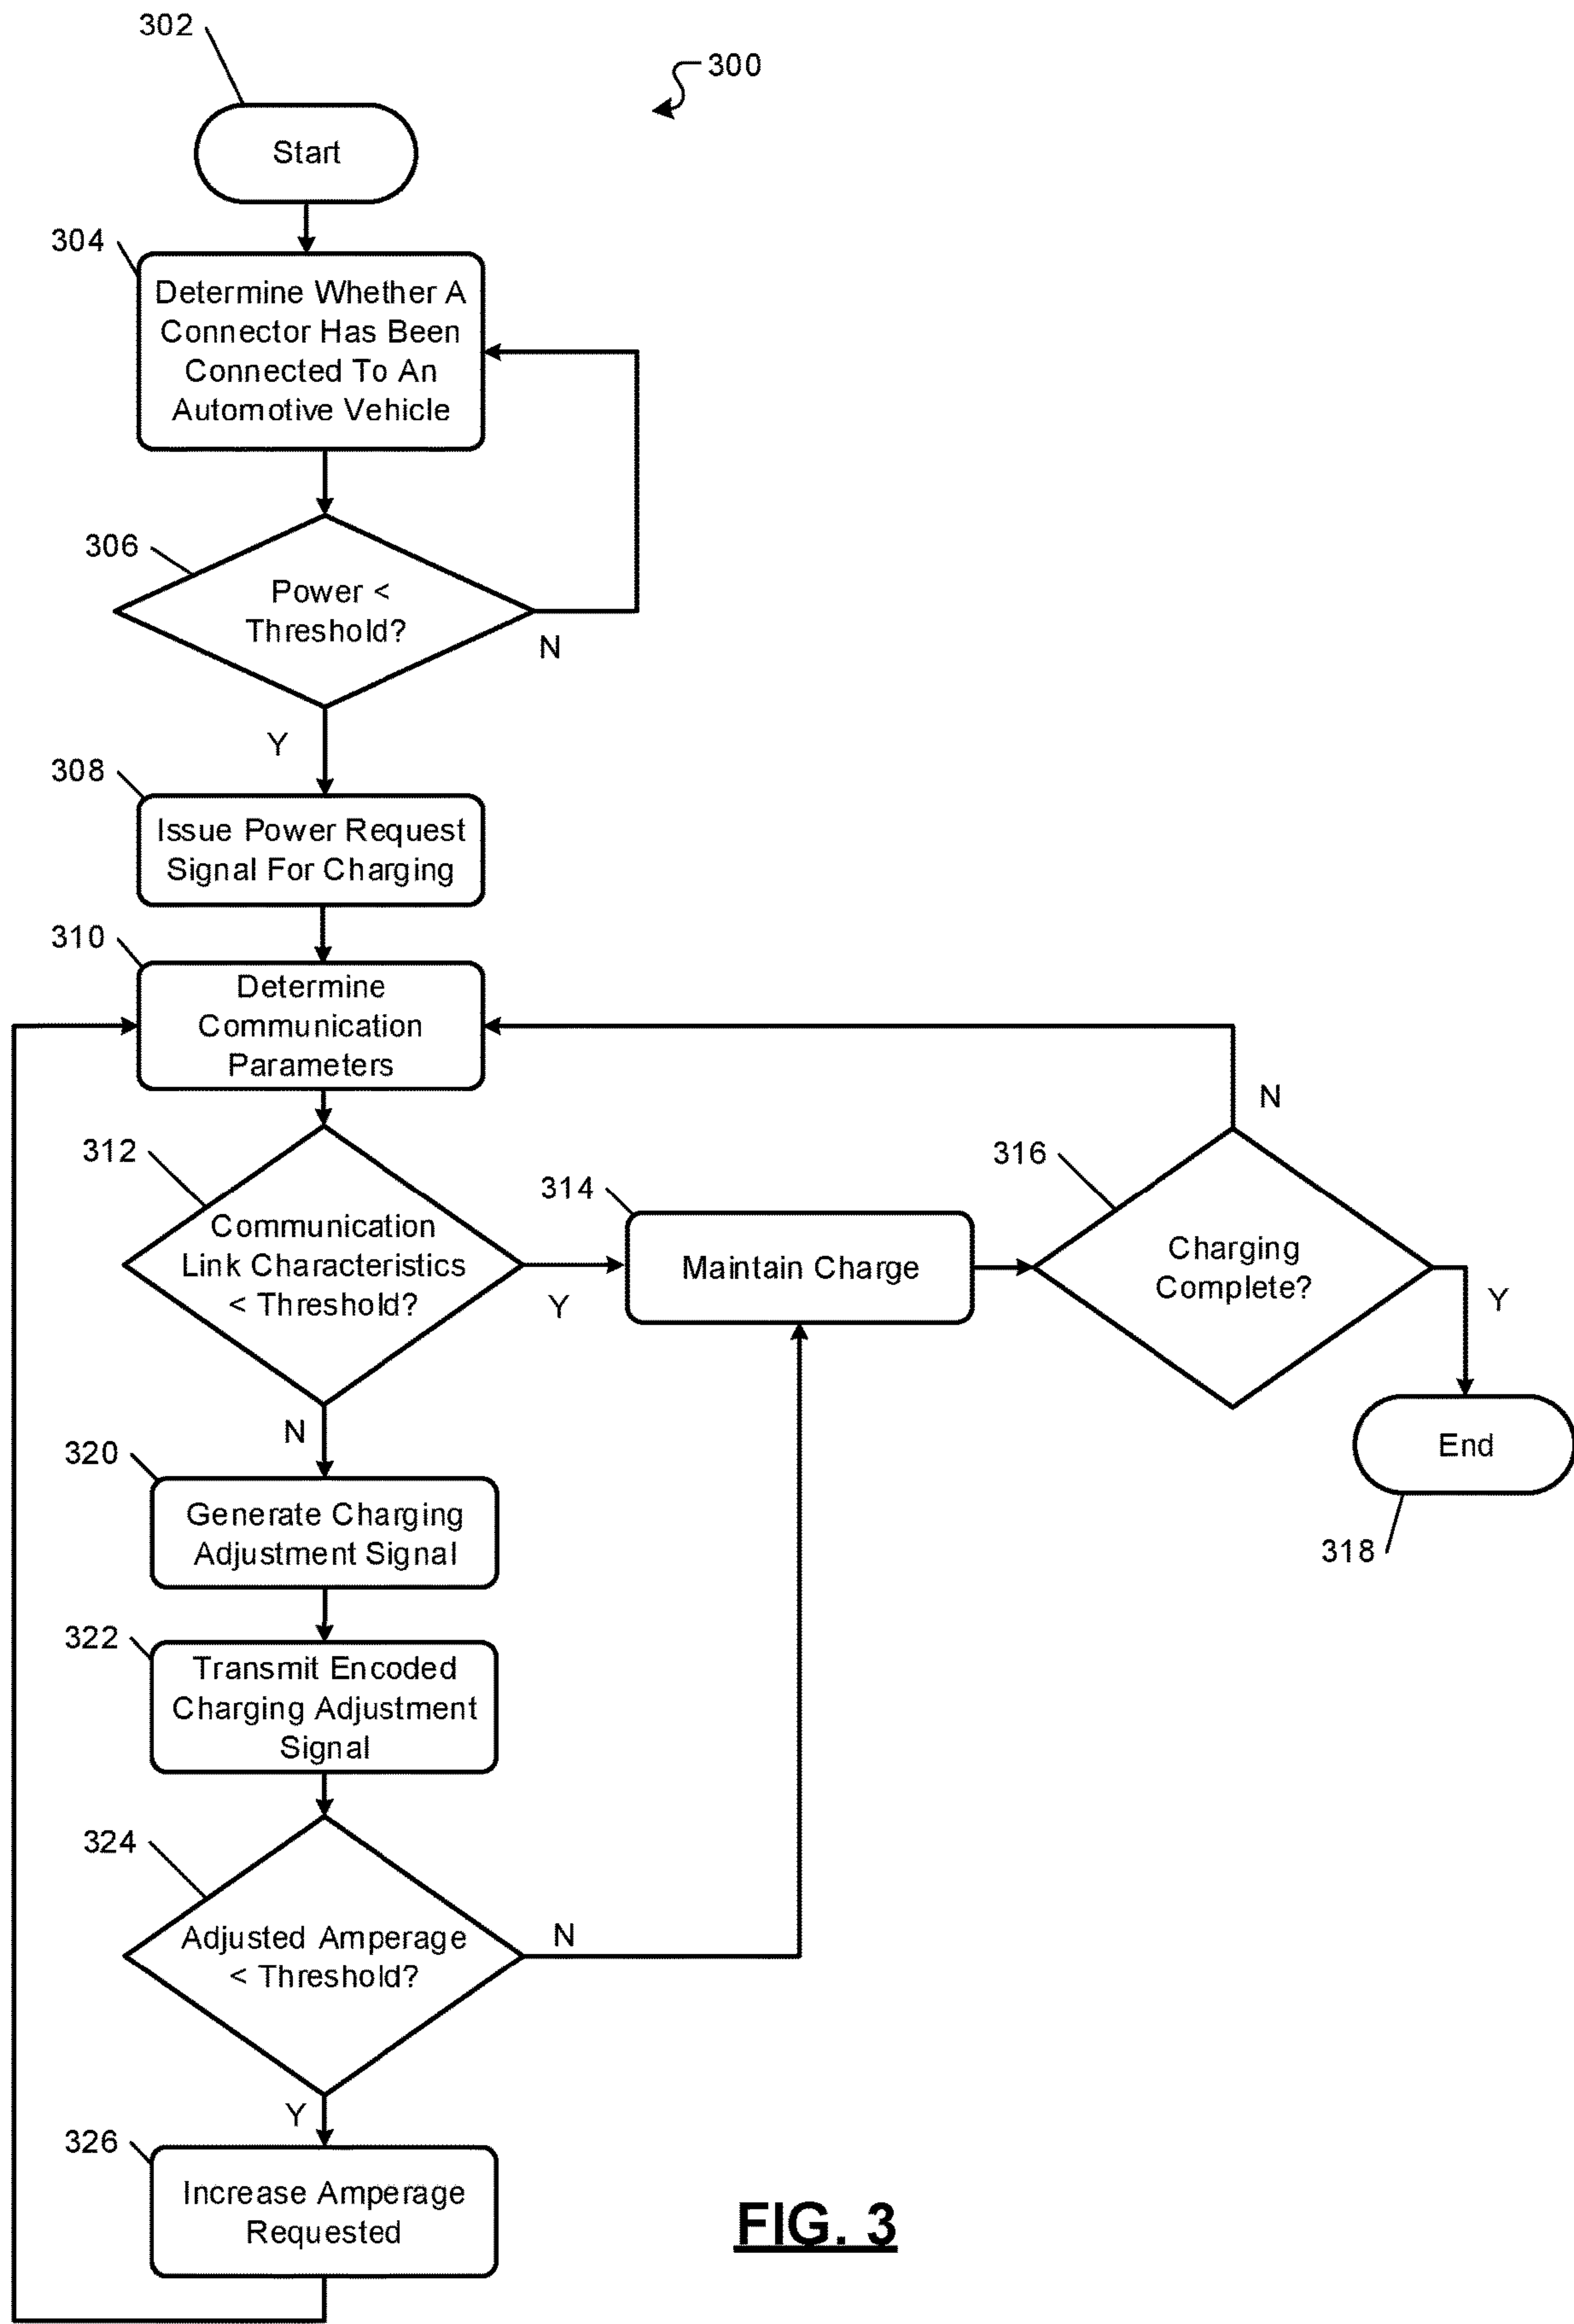 302
300
Start
304
Determine Whether A
Connector Has Been
Connected To An
Automotive Vehicle
306
Power <
Threshold?
N
Y
308
Issue Power Request
Signal For Charging
310
Determine
Communication
Parameters
N
312
Communication
Link Characteristics
< Threshold?
Y
314
Maintain Charge
316
Charging
Complete?
Y
End
318
N
320
Generate Charging
Adjustment Signal
322
Transmit Encoded
Charging Adjustment
Signal
324
Adjusted Amperage
< Threshold?
N
Y
326
Increase Amperage
Requested
FIG. 3